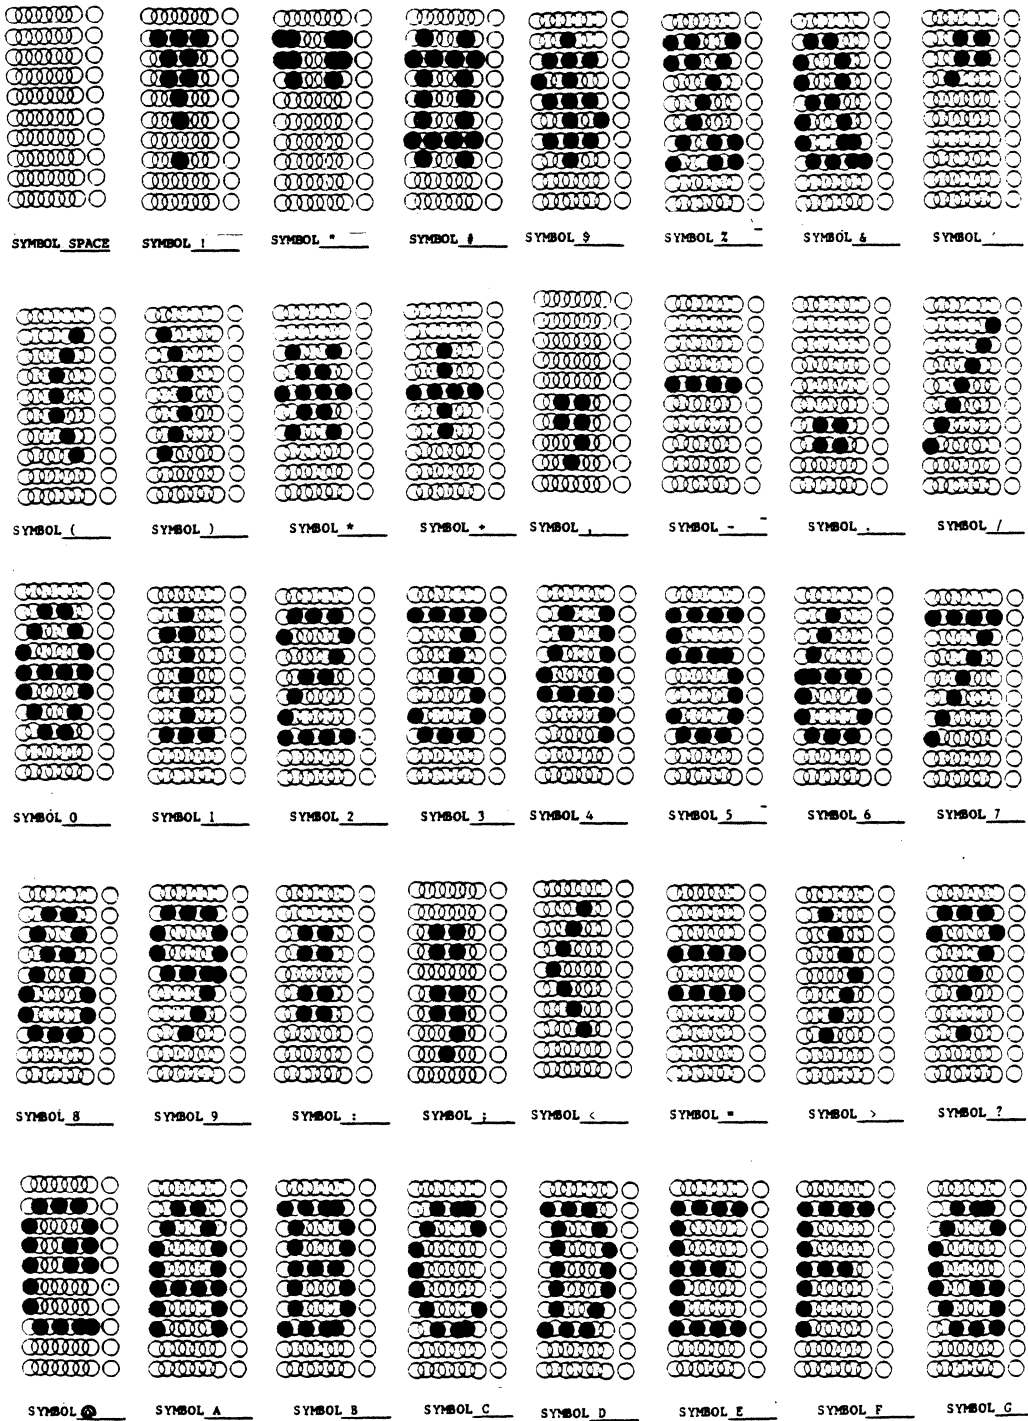 SYMBOL SPACE SYMBOL ! SYMBOL " SYMBOL # SYMBOL $ SYMBOL % SYMBOL & SYMBOL '
SYMBOL ( SYMBOL ) SYMBOL * SYMBOL + SYMBOL , SYMBOL - SYMBOL . SYMBOL /
SYMBOL 0 SYMBOL 1 SYMBOL 2 SYMBOL 3 SYMBOL 4 SYMBOL 5 SYMBOL 6 SYMBOL 7
SYMBOL 8 SYMBOL 9 SYMBOL : SYMBOL ; SYMBOL < SYMBOL = SYMBOL > SYMBOL ?
SYMBOL @ SYMBOL A SYMBOL B SYMBOL C SYMBOL D SYMBOL E SYMBOL F SYMBOL G